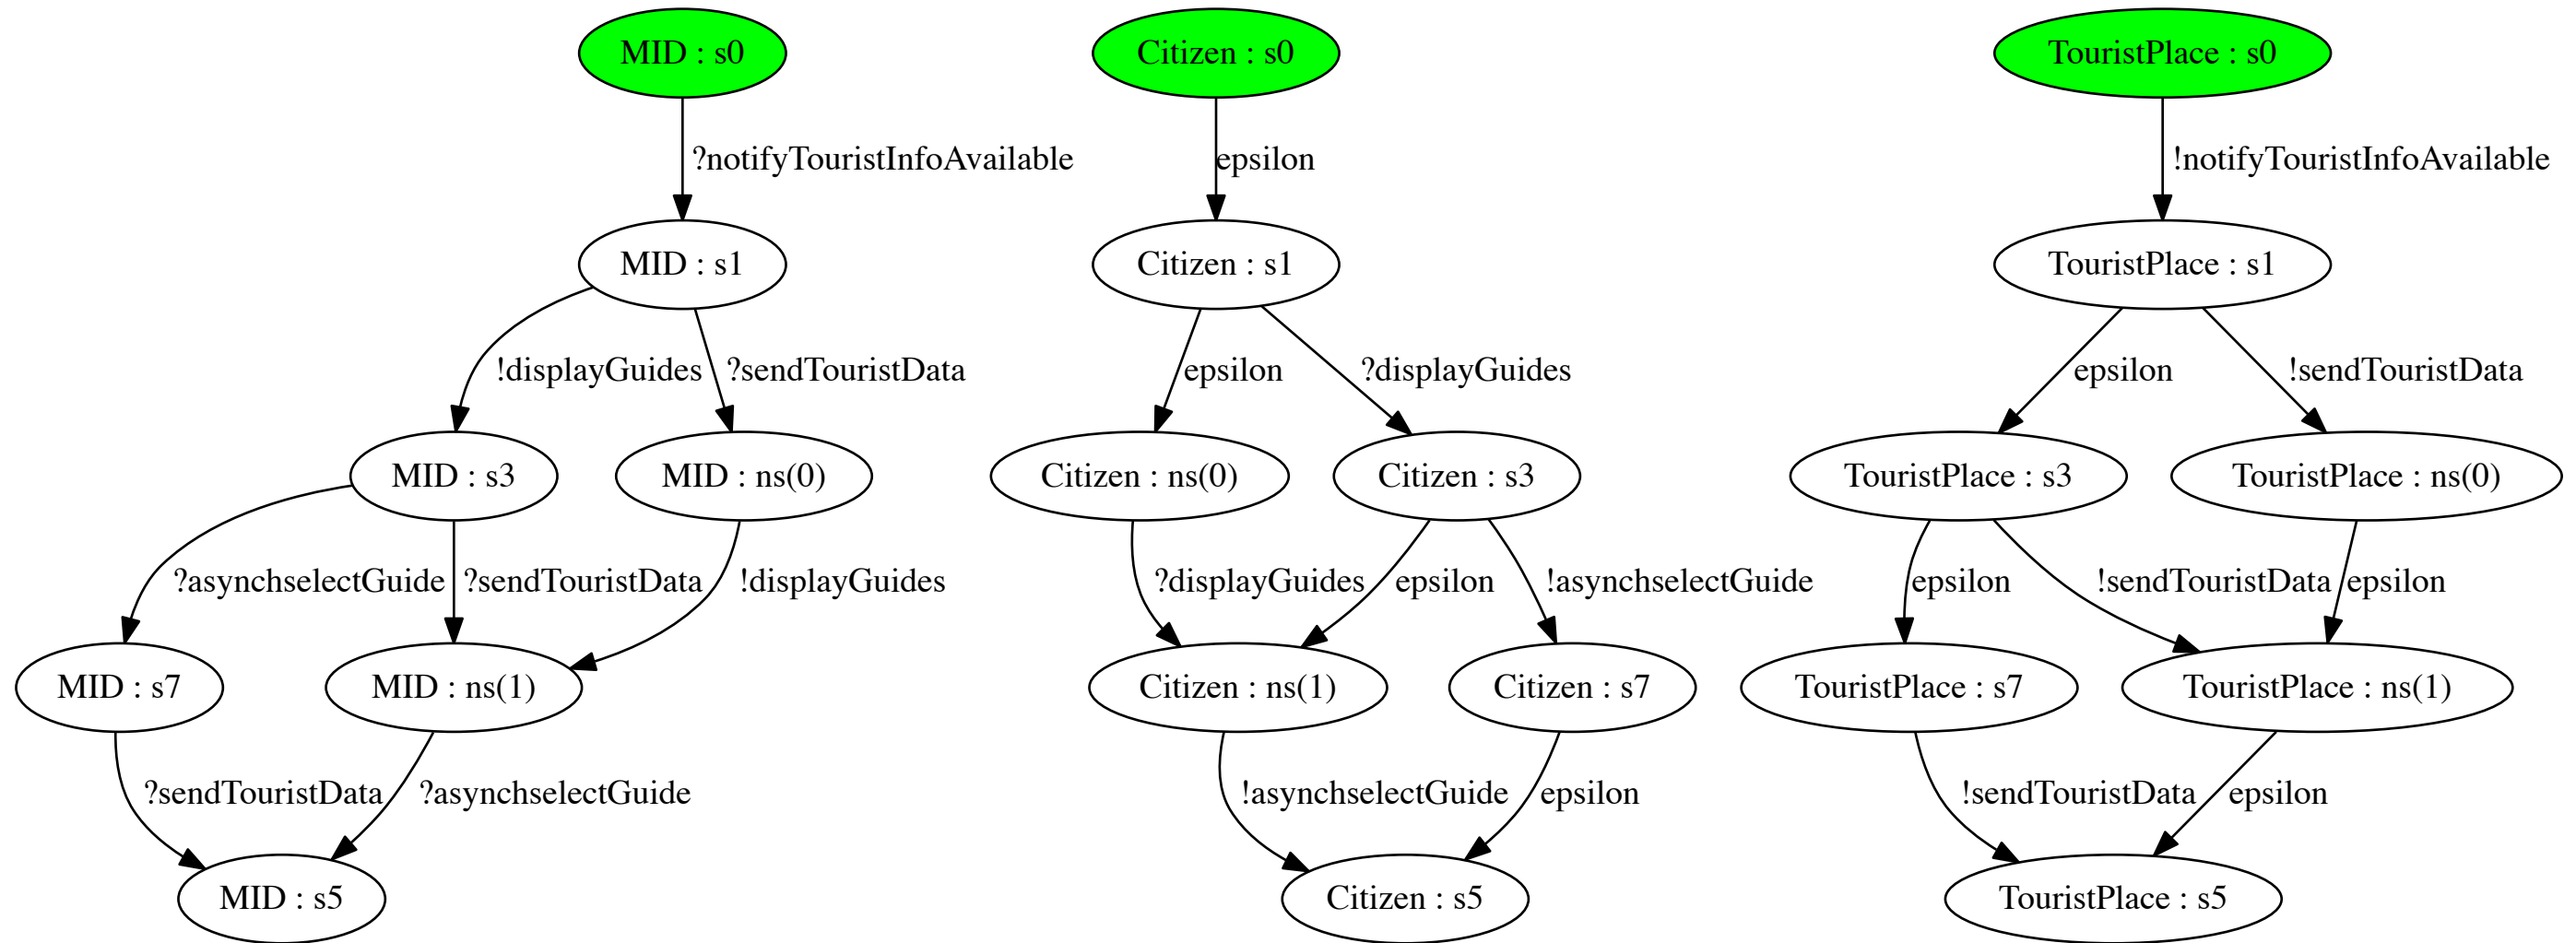 MID : s0
Citizen : s0
TouristPlace : s0
?notifyTouristInfoAvailable
epsilon
!notifyTouristInfoAvailable
MID : s1
Citizen : s1
TouristPlace : s1
!displayGuides
?sendTouristData
epsilon
?displayGuides
epsilon
!sendTouristData
MID : s3
MID : ns(0)
Citizen : ns(0)
Citizen : s3
TouristPlace : s3
TouristPlace : ns(0)
?asynchselectGuide
?sendTouristData
!displayGuides
?displayGuides
epsilon
!asynchselectGuide
epsilon
!sendTouristData
epsilon
MID : s7
MID : ns(1)
Citizen : ns(1)
Citizen : s7
TouristPlace : s7
TouristPlace : ns(1)
?sendTouristData
?asynchselectGuide
!asynchselectGuide
epsilon
!sendTouristData
epsilon
MID : s5
Citizen : s5
TouristPlace : s5